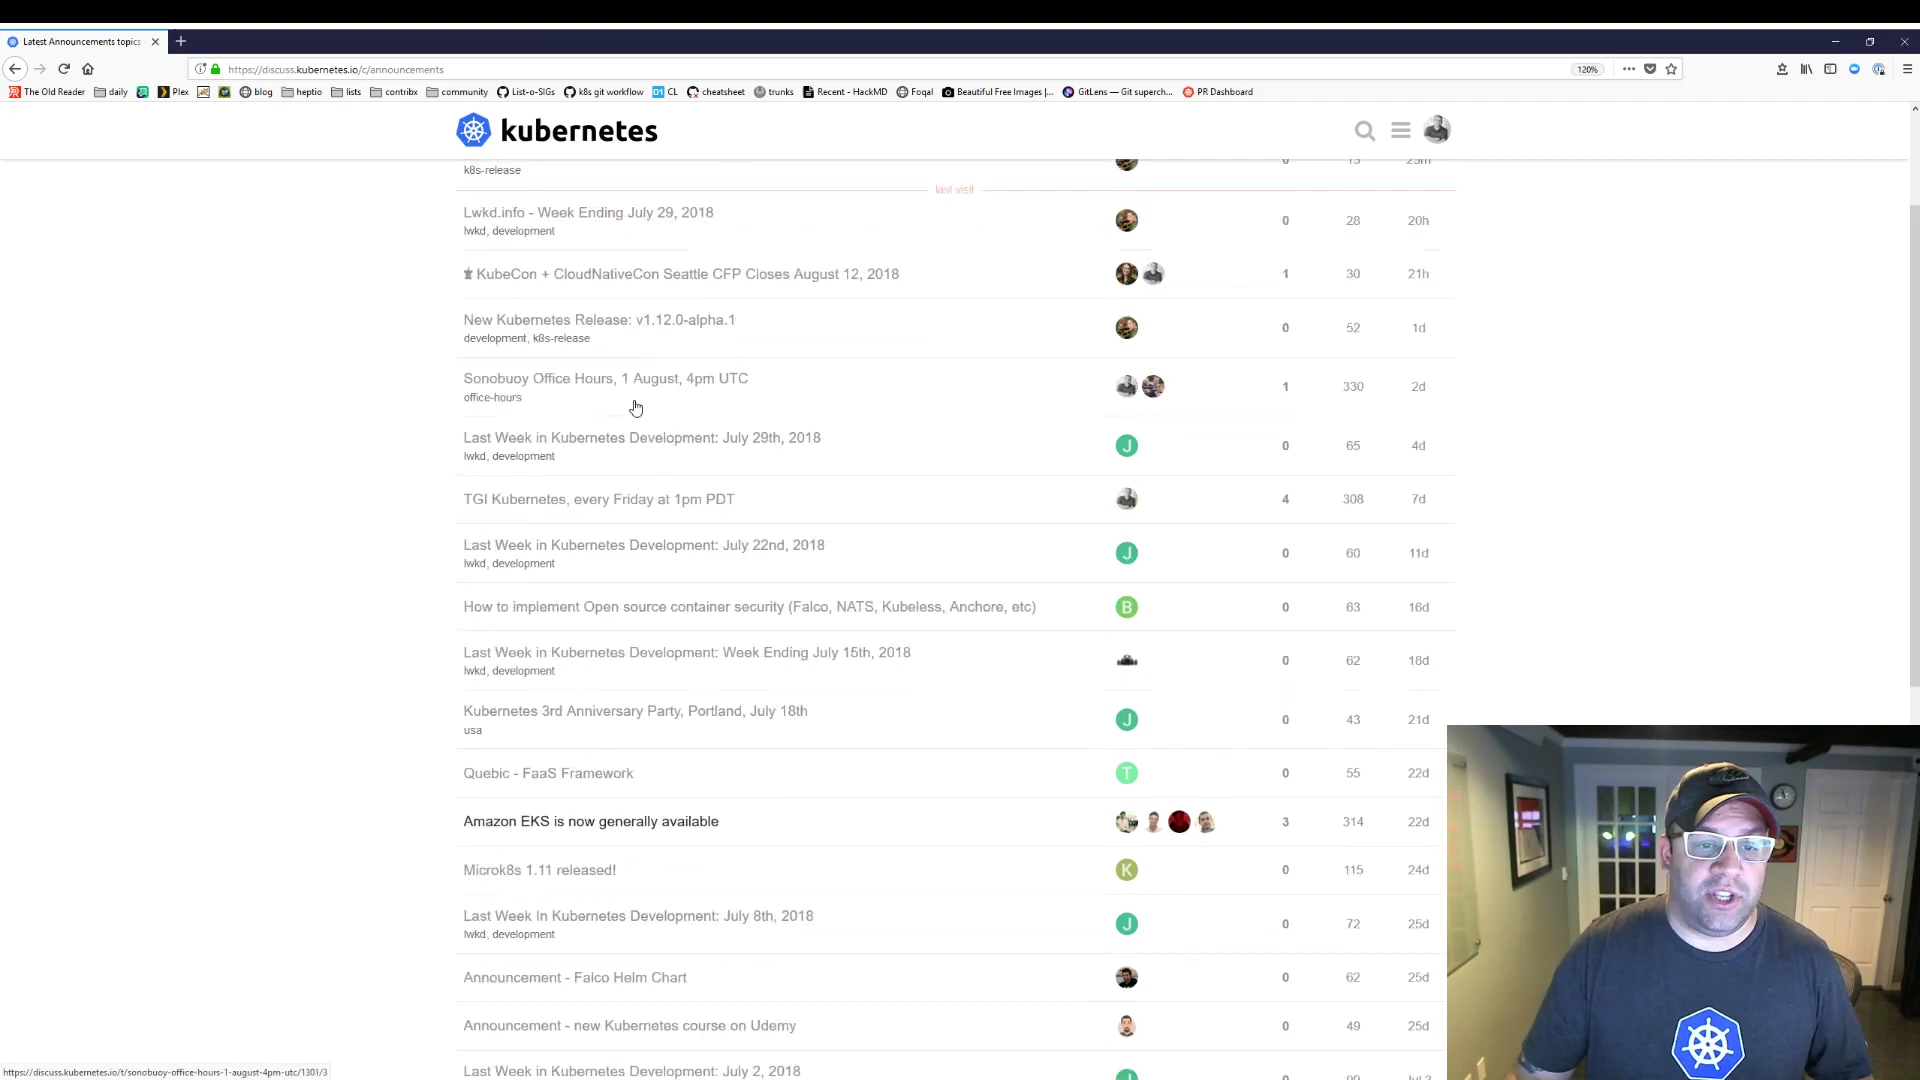 Latest Announcements topics
https://discuss.kubernetes.io/c/announcements
120%
The Old Reader daily Plex blog heptio lists contribx community List-o-SIGs k8s git workflow CL cheatsheet trunks Recent - HackMD Foqal Beautiful Free Images |... GitLens — Git superch... PR Dashboard
kubernetes
k8s-release
last visit
Lwkd.info - Week Ending July 29, 2018 0 28 20h
lwkd, development
KubeCon + CloudNativeCon Seattle CFP Closes August 12, 2018 1 30 21h
New Kubernetes Release: v1.12.0-alpha.1 0 52 1d
development, k8s-release
Sonobuoy Office Hours, 1 August, 4pm UTC 1 330 2d
office-hours
Last Week in Kubernetes Development: July 29th, 2018 J 0 65 4d
lwkd, development
TGI Kubernetes, every Friday at 1pm PDT 4 308 7d
Last Week in Kubernetes Development: July 22nd, 2018 J 0 60 11d
lwkd, development
How to implement Open source container security (Falco, NATS, Kubeless, Anchore, etc) B 0 63 16d
Last Week in Kubernetes Development: Week Ending July 15th, 2018 0 62 18d
lwkd, development
Kubernetes 3rd Anniversary Party, Portland, July 18th J 0 43 21d
usa
Quebic - FaaS Framework T 0 55 22d
Amazon EKS is now generally available 3 314 22d
Microk8s 1.11 released! K 0 115 24d
Last Week In Kubernetes Development: July 8th, 2018 J 0 72 25d
lwkd, development
Announcement - Falco Helm Chart 0 62 25d
Announcement - new Kubernetes course on Udemy 0 49 25d
Last Week in Kubernetes Development: July 2, 2018
https://discuss.kubernetes.io/t/sonobuoy-office-hours-1-august-4pm-utc/1301/3